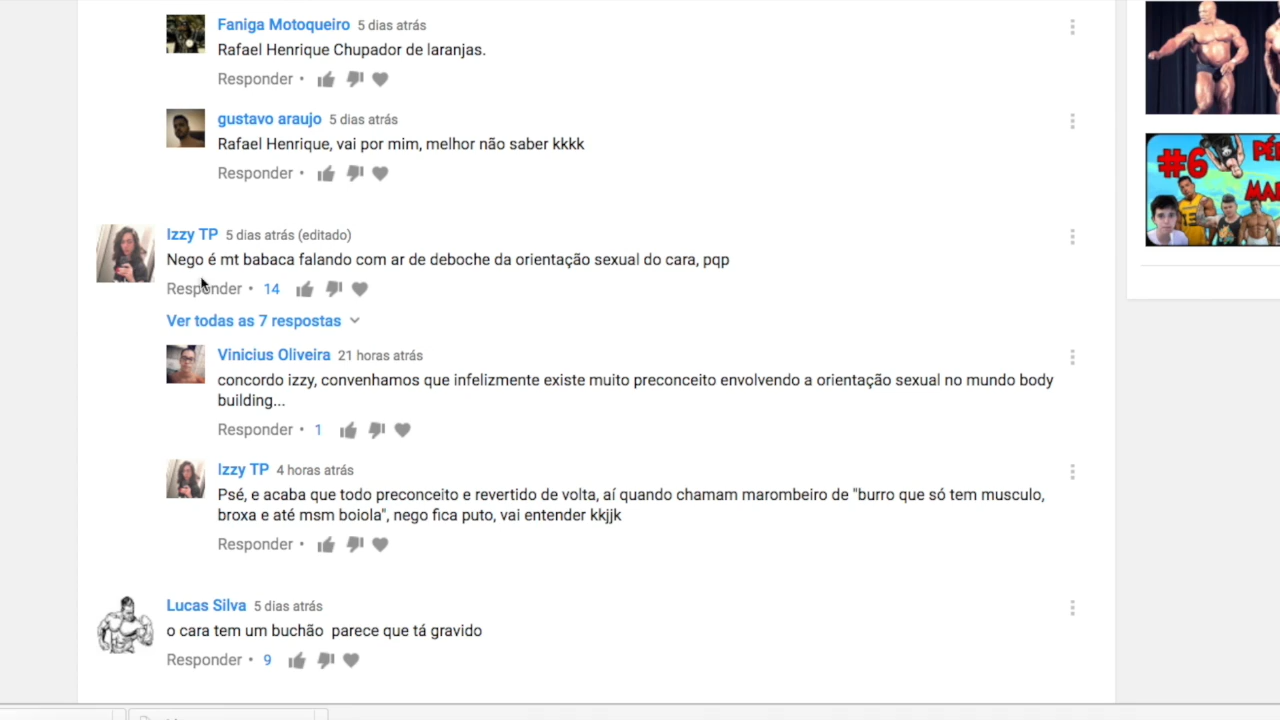 Faniga Motoqueiro 5 dias atrás
Rafael Henrique Chupador de laranjas.
Responder •
gustavo araujo 5 dias atrás
Rafael Henrique, vai por mim, melhor não saber kkkk
Responder •
Izzy TP 5 dias atrás (editado)
Nego é mt babaca falando com ar de deboche da orientação sexual do cara, pqp
Responder • 14
Ver todas as 7 respostas
Vinicius Oliveira 21 horas atrás
concordo izzy, convenhamos que infelizmente existe muito preconceito envolvendo a orientação sexual no mundo body
building...
Responder • 1
Izzy TP 4 horas atrás
Psé, e acaba que todo preconceito e revertido de volta, aí quando chamam marombeiro de "burro que só tem musculo,
broxa e até msm boiola", nego fica puto, vai entender kkjjk
Responder •
Lucas Silva 5 dias atrás
o cara tem um buchão parece que tá gravido
Responder • 9
#6